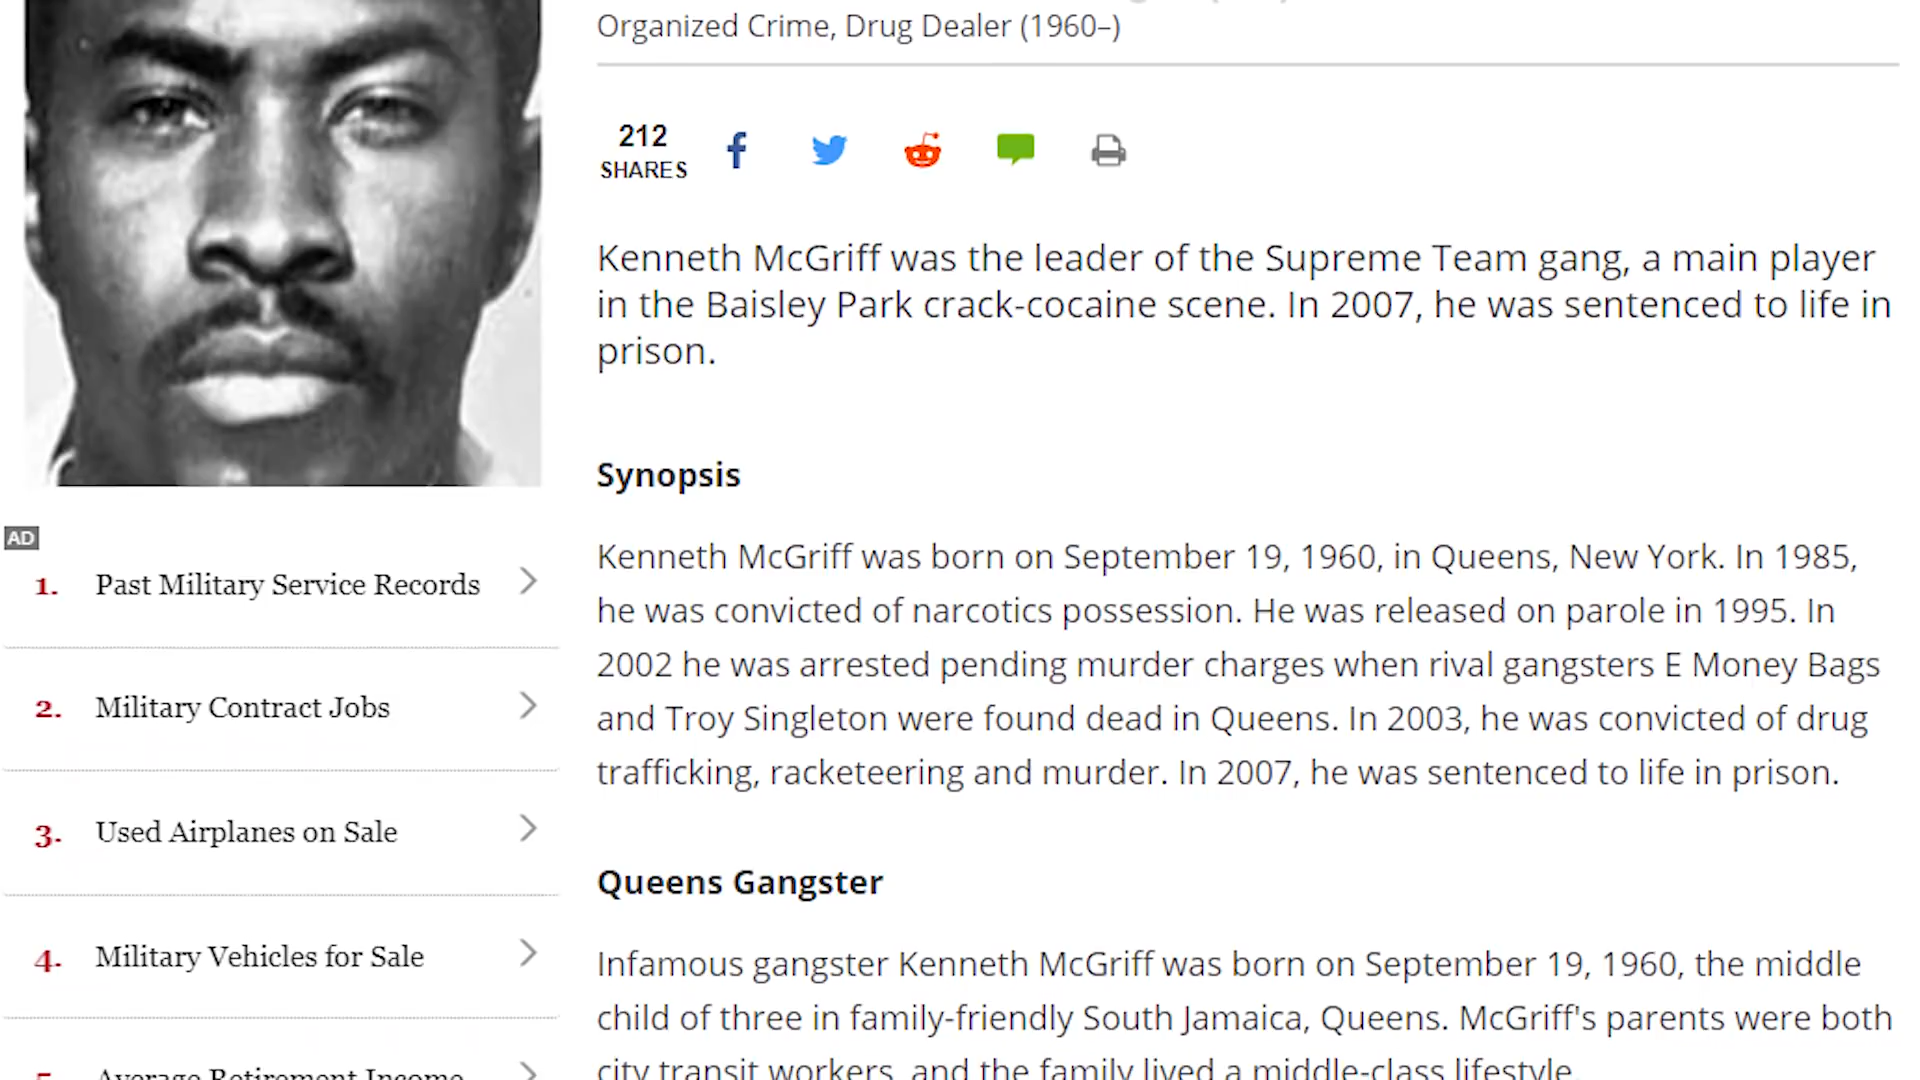 Organized Crime, Drug Dealer (1960–)
212
SHARES
Kenneth McGriff was the leader of the Supreme Team gang, a main player
in the Baisley Park crack-cocaine scene. In 2007, he was sentenced to life in
prison.
Synopsis
Kenneth McGriff was born on September 19, 1960, in Queens, New York. In 1985,
he was convicted of narcotics possession. He was released on parole in 1995. In
2002 he was arrested pending murder charges when rival gangsters E Money Bags
and Troy Singleton were found dead in Queens. In 2003, he was convicted of drug
trafficking, racketeering and murder. In 2007, he was sentenced to life in prison.
Queens Gangster
Infamous gangster Kenneth McGriff was born on September 19, 1960, the middle
child of three in family-friendly South Jamaica, Queens. McGriff's parents were both
city transit workers, and the family lived a middle-class lifestyle.
AD
1. Past Military Service Records
2. Military Contract Jobs
3. Used Airplanes on Sale
4. Military Vehicles for Sale
5. Average Retirement Income